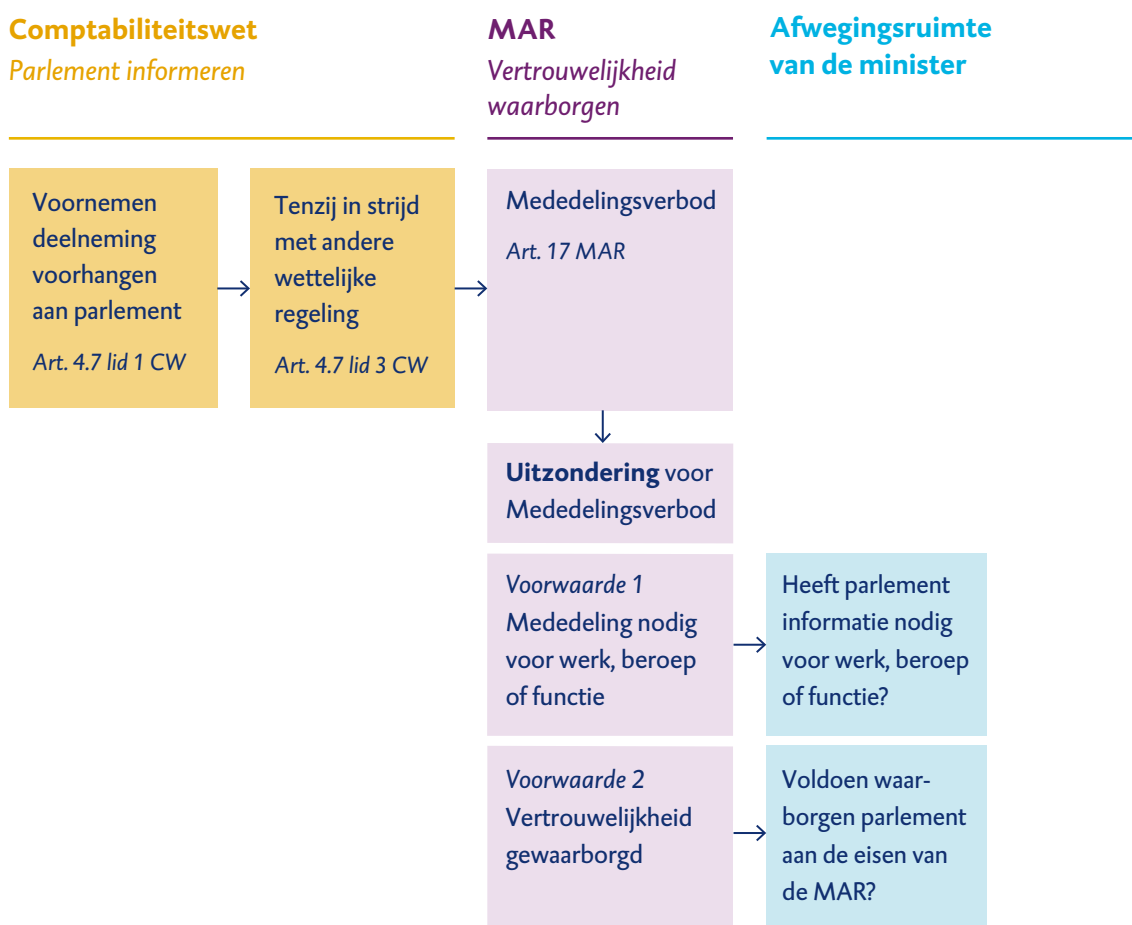 Comptabiliteitswet
Parlement informeren
MAR
Vertrouwelijkheid
waarborgen
Afwegingsruimte
van de minister
Voornemen
deelneming
voorhangen
aan parlement
Art. 4.7 lid 1 CW
Tenzij in strijd
met andere
wettelijke
regeling
Art. 4.7 lid 3 CW
Mededelingsverbod
Art. 17 MAR
Uitzondering voor
Mededelingsverbod
Voorwaarde 1
Mededeling nodig
voor werk, beroep
of functie
Heeft parlement
informatie nodig
voor werk, beroep
of functie?
Voorwaarde 2
Vertrouwelijkheid
gewaarborgd
Voldoen waar-
borgen parlement
aan de eisen van
de MAR?